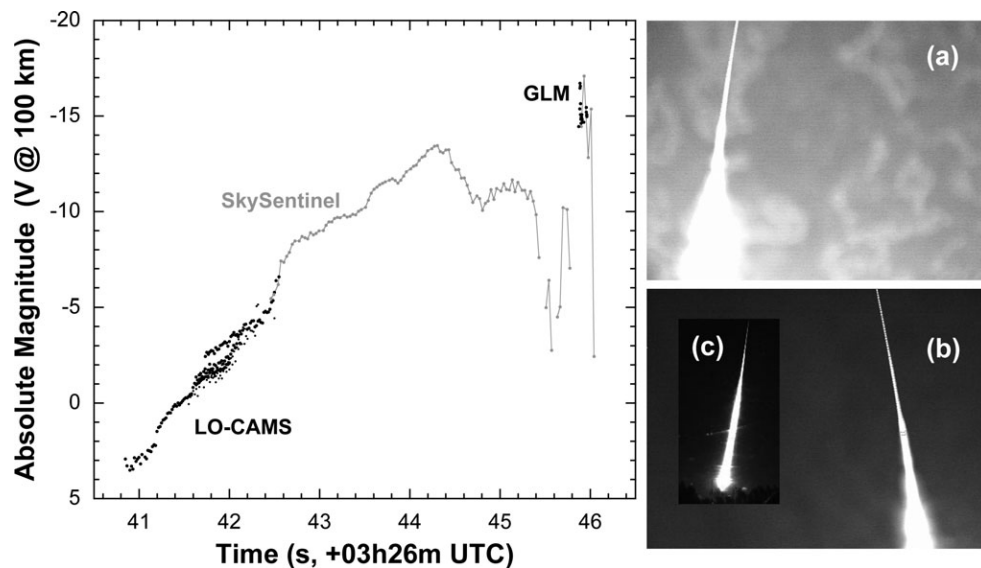 Absolute Magnitude (V @ 100 km)
-20
-15
-10
-5
0
5
GLM
SkySentinel
LO-CAMS
41 42 43 44 45 46
Time (s, +03h26m UTC)
(a)
(c)
(b)